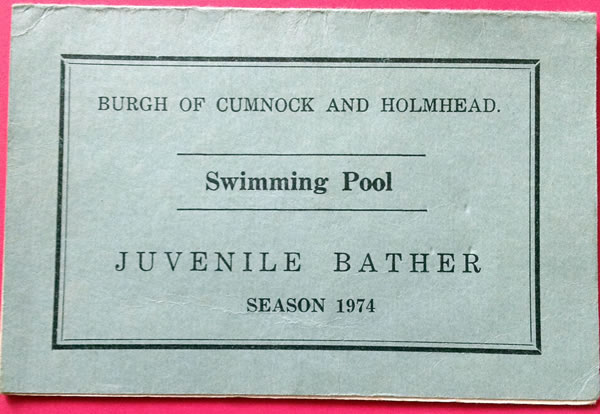 BURGH OF CUMNOCK AND HOLMHEAD.
Swimming Pool
JUVENILE BATHER
SEASON 1974